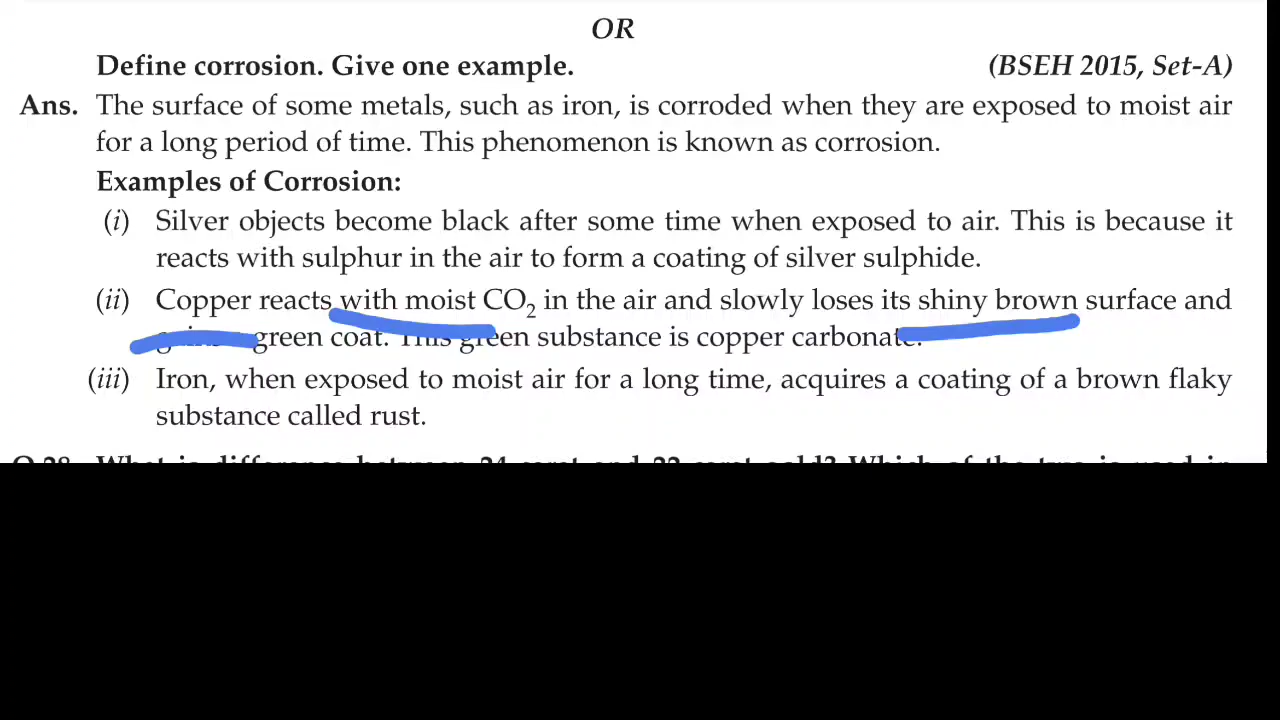 OR
Define corrosion. Give one example. (BSEH 2015, Set-A)
Ans. The surface of some metals, such as iron, is corroded when they are exposed to moist air
for a long period of time. This phenomenon is known as corrosion.
Examples of Corrosion:
(i) Silver objects become black after some time when exposed to air. This is because it
reacts with sulphur in the air to form a coating of silver sulphide.
(ii) Copper reacts with moist CO₂ in the air and slowly loses its shiny brown surface and
green coat. This green substance is copper carbonate.
(iii) Iron, when exposed to moist air for a long time, acquires a coating of a brown flaky
substance called rust.